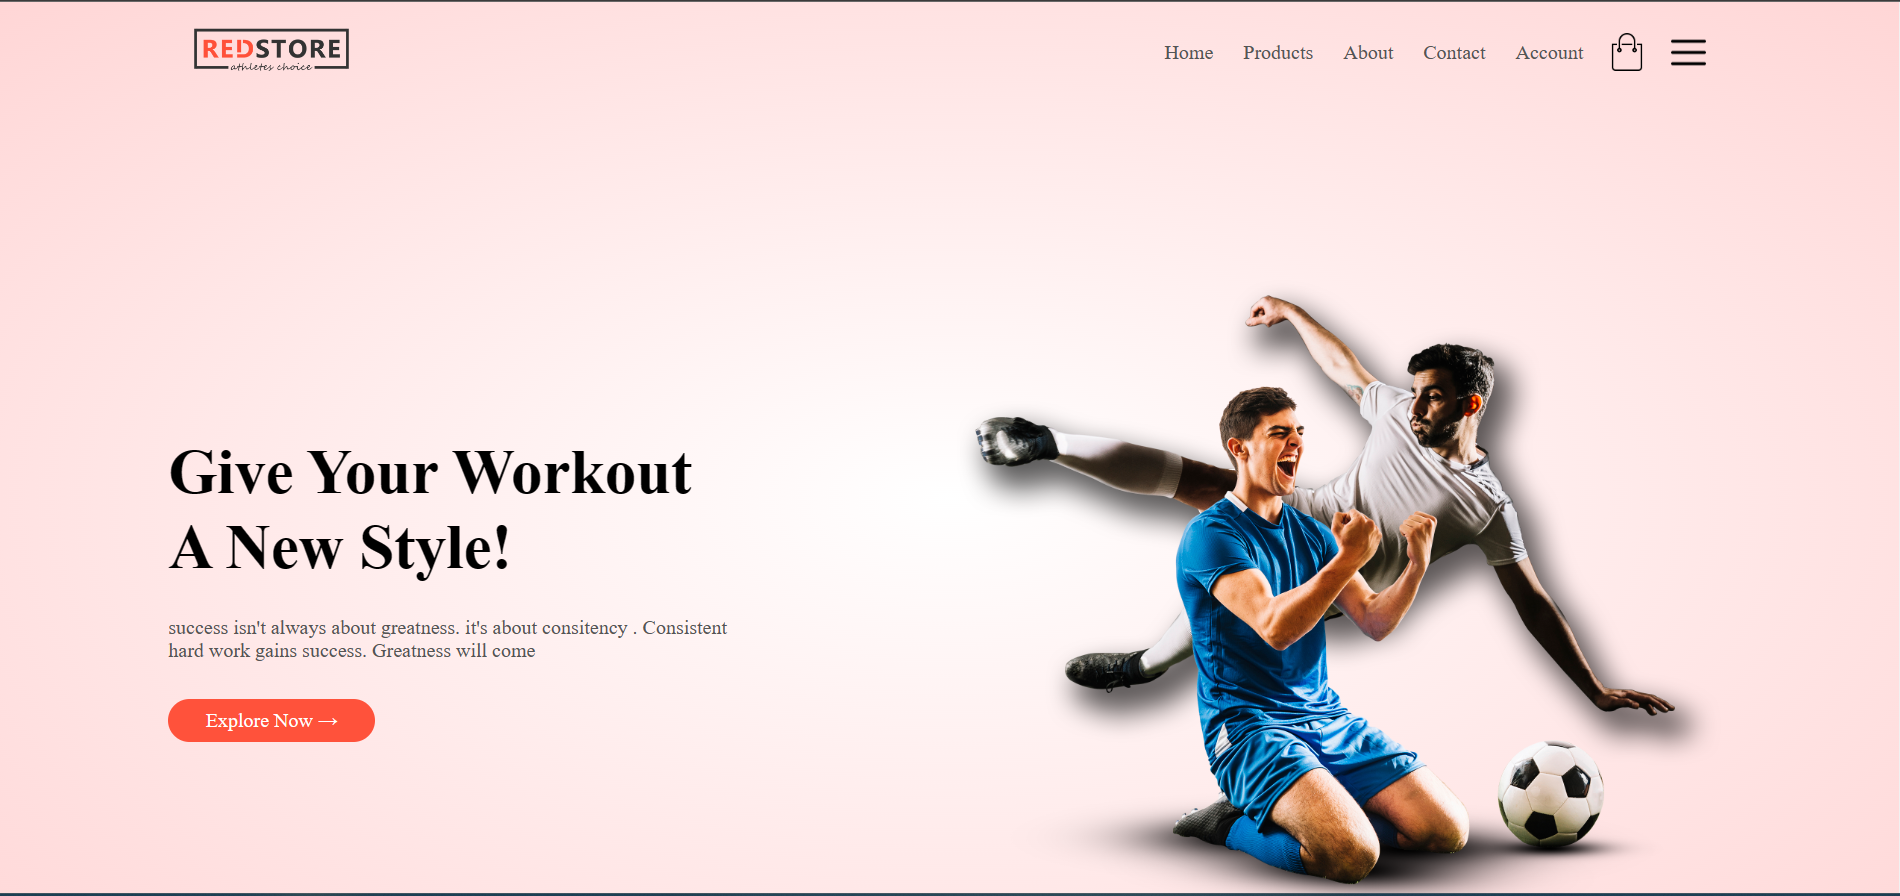 REDSTORE
athletes choice
Home Products About Contact Account
Give Your Workout
A New Style!
success isn't always about greatness. it's about consitency . Consistent
hard work gains success. Greatness will come
Explore Now →